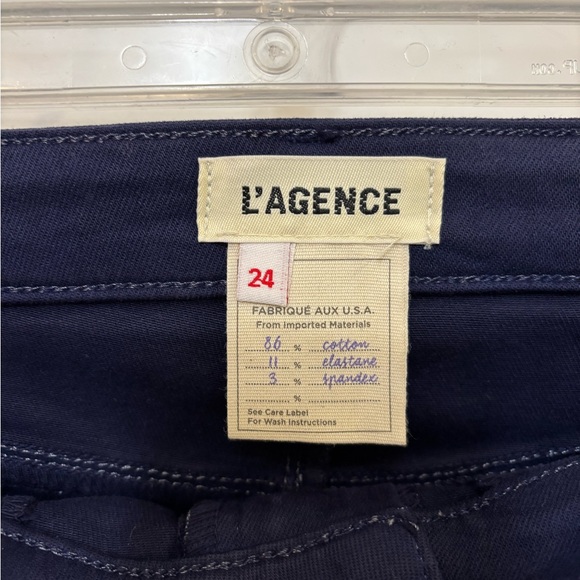 L'AGENCE
24
FABRIQUÉ AUX U.S.A.
From Imported Materials
86 % cotton
11 % elastane
3 % spandex
%
See Care Label
For Wash Instructions